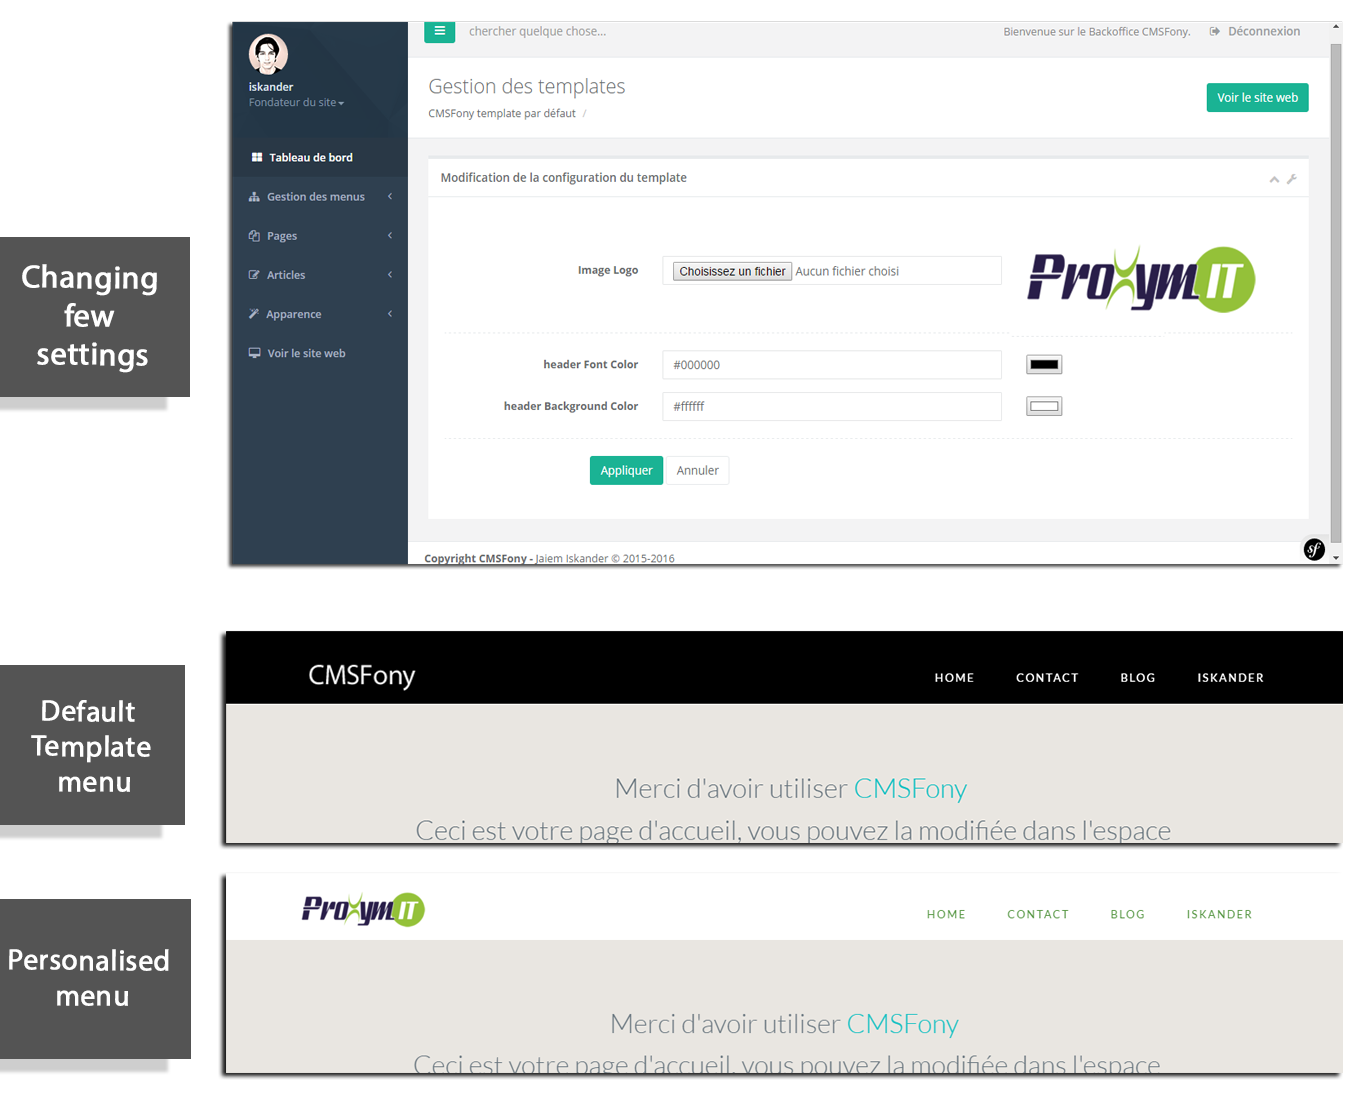 chercher quelque chose...
Bienvenue sur le Backoffice CMSFony.
Déconnexion
iskander
Fondateur du site
Gestion des templates
CMSFony template par défaut /
Voir le site web
Tableau de bord
Gestion des menus
Pages
Articles
Apparence
Voir le site web
Modification de la configuration du template
Image Logo
Choisissez un fichier Aucun fichier choisi
ProxymIT
header Font Color
#000000
header Background Color
#ffffff
Appliquer
Annuler
Copyright CMSFony - Jaiem Iskander © 2015-2016
sf
Changing
few
settings
Default
Template
menu
CMSFony
HOME CONTACT BLOG ISKANDER
Merci d'avoir utiliser CMSFony
Ceci est votre page d'accueil, vous pouvez la modifiée dans l'espace
Personalised
menu
ProxymIT
HOME CONTACT BLOG ISKANDER
Merci d'avoir utiliser CMSFony
Ceci est votre page d'accueil, vous pouvez la modifiée dans l'espace